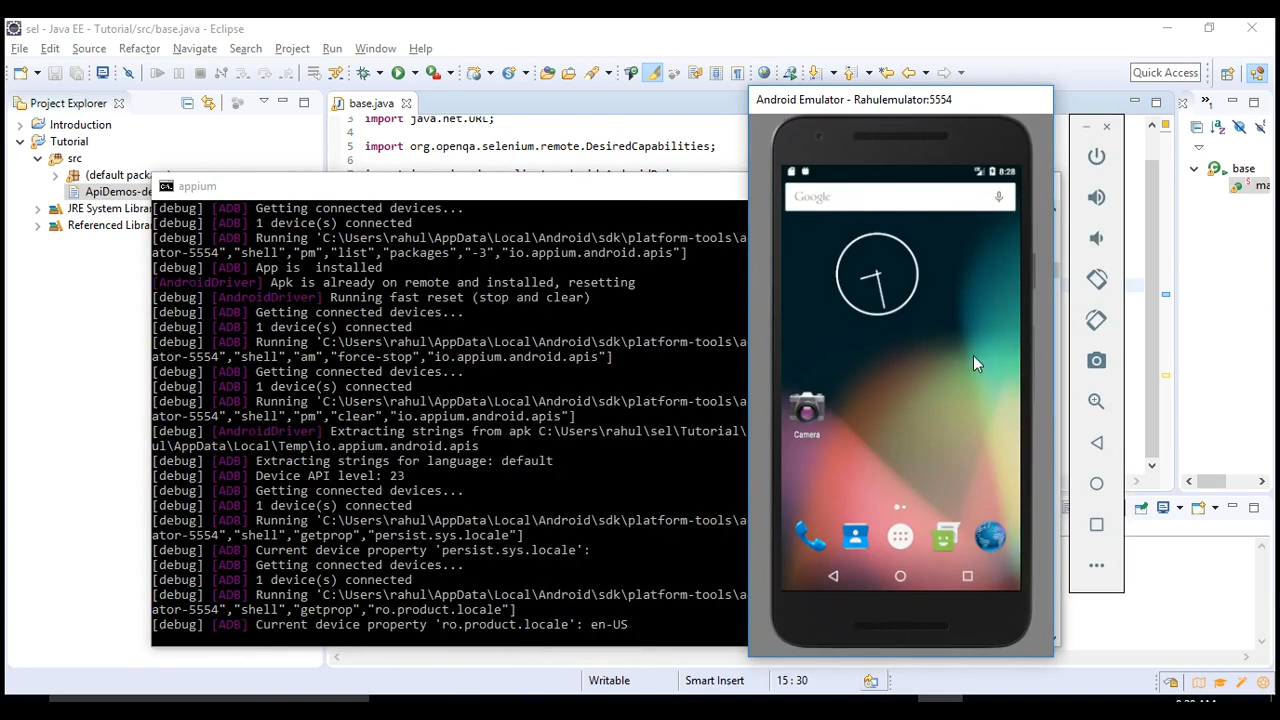 sel - Java EE - Tutorial/src/base.java - Eclipse
File Edit Source Refactor Navigate Search Project Run Window Help
Quick Access
Project Explorer
Introduction
Tutorial
src
(default pack
ApiDemos-de
JRE System Libr
Referenced Libra
base.java
3 import java.net.URL;
4
5 import org.openqa.selenium.remote.DesiredCapabilities;
6
appium
[debug] [ADB] Getting connected devices...
[debug] [ADB] 1 device(s) connected
[debug] [ADB] Running 'C:\Users\rahul\AppData\Local\Android\sdk\platform-tools\a
ator-5554","shell","pm","list","packages","-3","io.appium.android.apis"]
[debug] [ADB] App is  installed
[AndroidDriver] Apk is already on remote and installed, resetting
[debug] [AndroidDriver] Running fast reset (stop and clear)
[debug] [ADB] Getting connected devices...
[debug] [ADB] 1 device(s) connected
[debug] [ADB] Running 'C:\Users\rahul\AppData\Local\Android\sdk\platform-tools\a
ator-5554","shell","am","force-stop","io.appium.android.apis"]
[debug] [ADB] Getting connected devices...
[debug] [ADB] 1 device(s) connected
[debug] [ADB] Running 'C:\Users\rahul\AppData\Local\Android\sdk\platform-tools\a
ator-5554","shell","pm","clear","io.appium.android.apis"]
[debug] [AndroidDriver] Extracting strings from apk C:\Users\rahul\sel\Tutorial\
ul\AppData\Local\Temp\io.appium.android.apis
[debug] [ADB] Extracting strings for language: default
[debug] [ADB] Device API level: 23
[debug] [ADB] Getting connected devices...
[debug] [ADB] 1 device(s) connected
[debug] [ADB] Running 'C:\Users\rahul\AppData\Local\Android\sdk\platform-tools\a
ator-5554","shell","getprop","persist.sys.locale"]
[debug] [ADB] Current device property 'persist.sys.locale':
[debug] [ADB] Getting connected devices...
[debug] [ADB] 1 device(s) connected
[debug] [ADB] Running 'C:\Users\rahul\AppData\Local\Android\sdk\platform-tools\a
ator-5554","shell","getprop","ro.product.locale"]
[debug] [ADB] Current device property 'ro.product.locale': en-US
Android Emulator - Rahulemulator:5554
8:28
Google
Camera
base
ma
Writable
Smart Insert
15 : 30